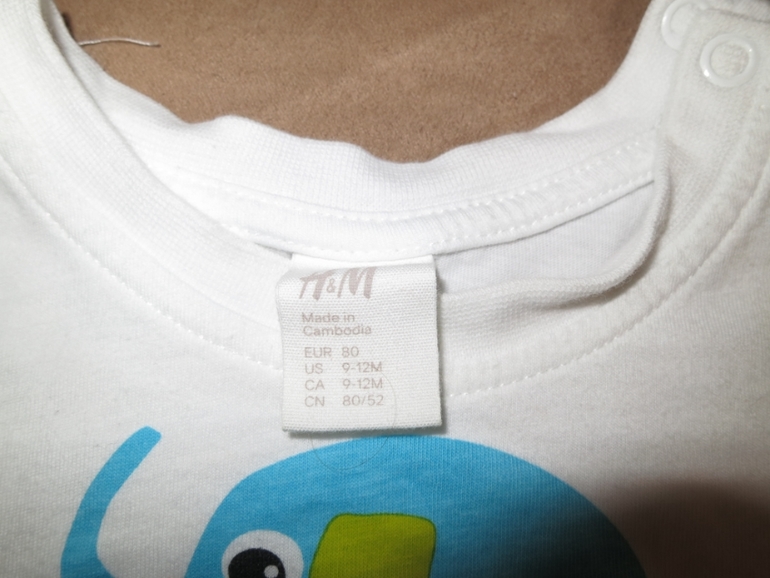 H&M
Made in
Cambodia
EUR 80
US 9-12M
CA 9-12M
CN 80/52